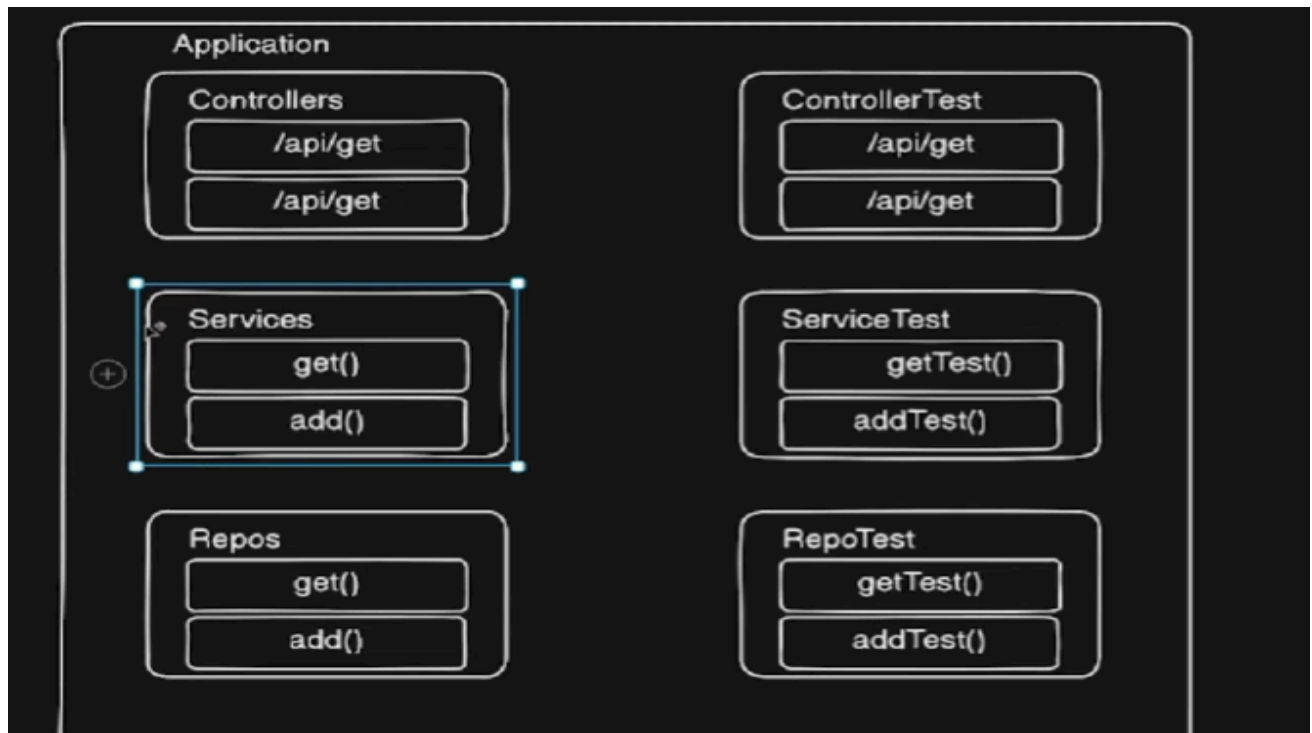 Application
Controllers
/api/get
/api/get
ControllerTest
/api/get
/api/get
Services
get()
add()
ServiceTest
getTest()
addTest()
Repos
get()
add()
RepoTest
getTest()
addTest()